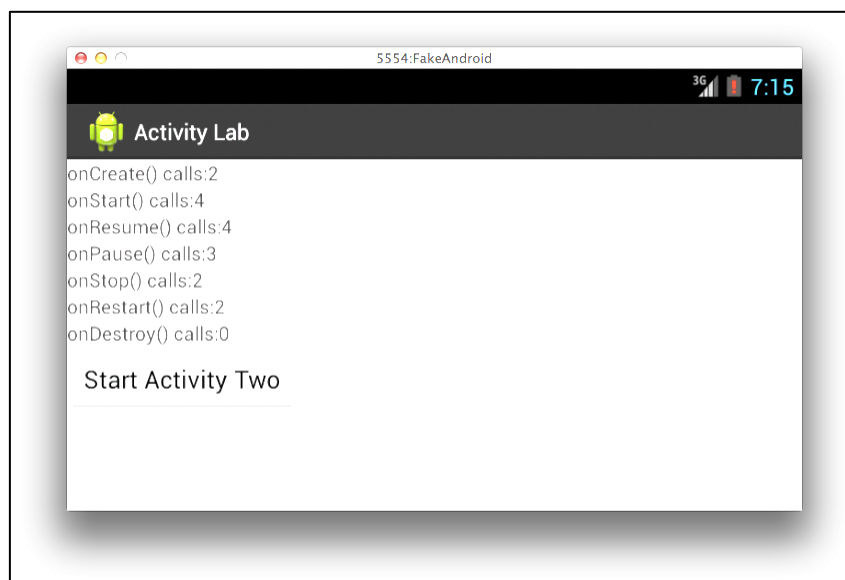 5554:FakeAndroid
3G 7:15
Activity Lab
onCreate() calls:2
onStart() calls:4
onResume() calls:4
onPause() calls:3
onStop() calls:2
onRestart() calls:2
onDestroy() calls:0
Start Activity Two